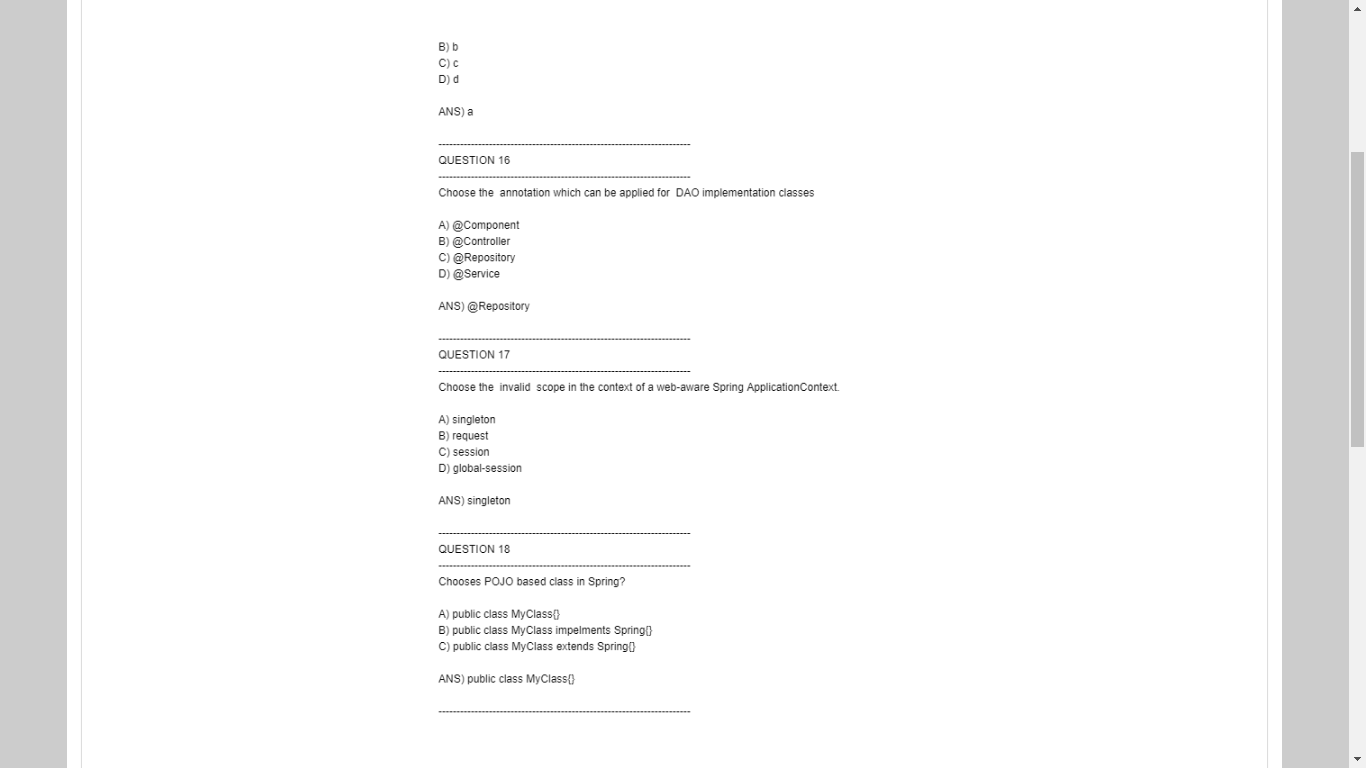 B) b
C) c
D) d
ANS) a
----------------------------------------------------------------------
QUESTION 16
----------------------------------------------------------------------
Choose the  annotation which can be applied for  DAO implementation classes
A) @Component
B) @Controller
C) @Repository
D) @Service
ANS) @Repository
----------------------------------------------------------------------
QUESTION 17
----------------------------------------------------------------------
Choose the  invalid  scope in the context of a web-aware Spring ApplicationContext.
A) singleton
B) request
C) session
D) global-session
ANS) singleton
----------------------------------------------------------------------
QUESTION 18
----------------------------------------------------------------------
Chooses POJO based class in Spring?
A) public class MyClass{}
B) public class MyClass impelments Spring{}
C) public class MyClass extends Spring{}
ANS) public class MyClass{}
----------------------------------------------------------------------